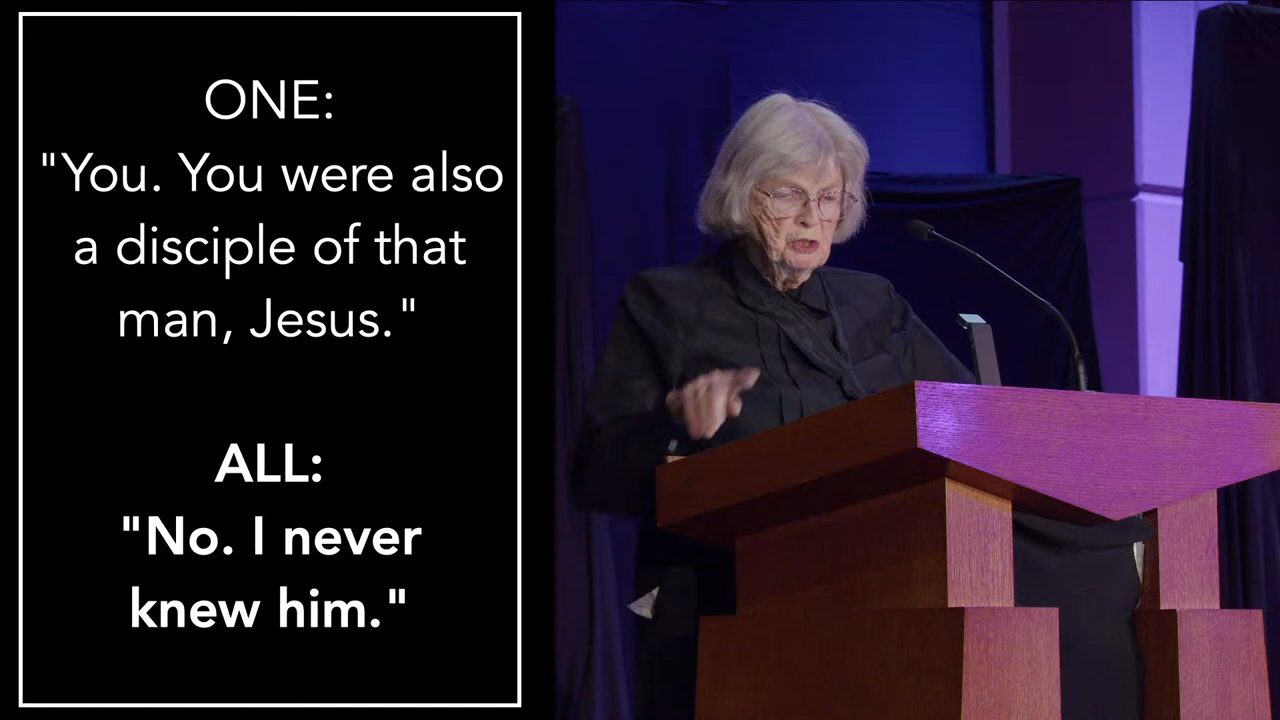 ONE:
"You. You were also
a disciple of that
man, Jesus."
ALL:
"No. I never
knew him."